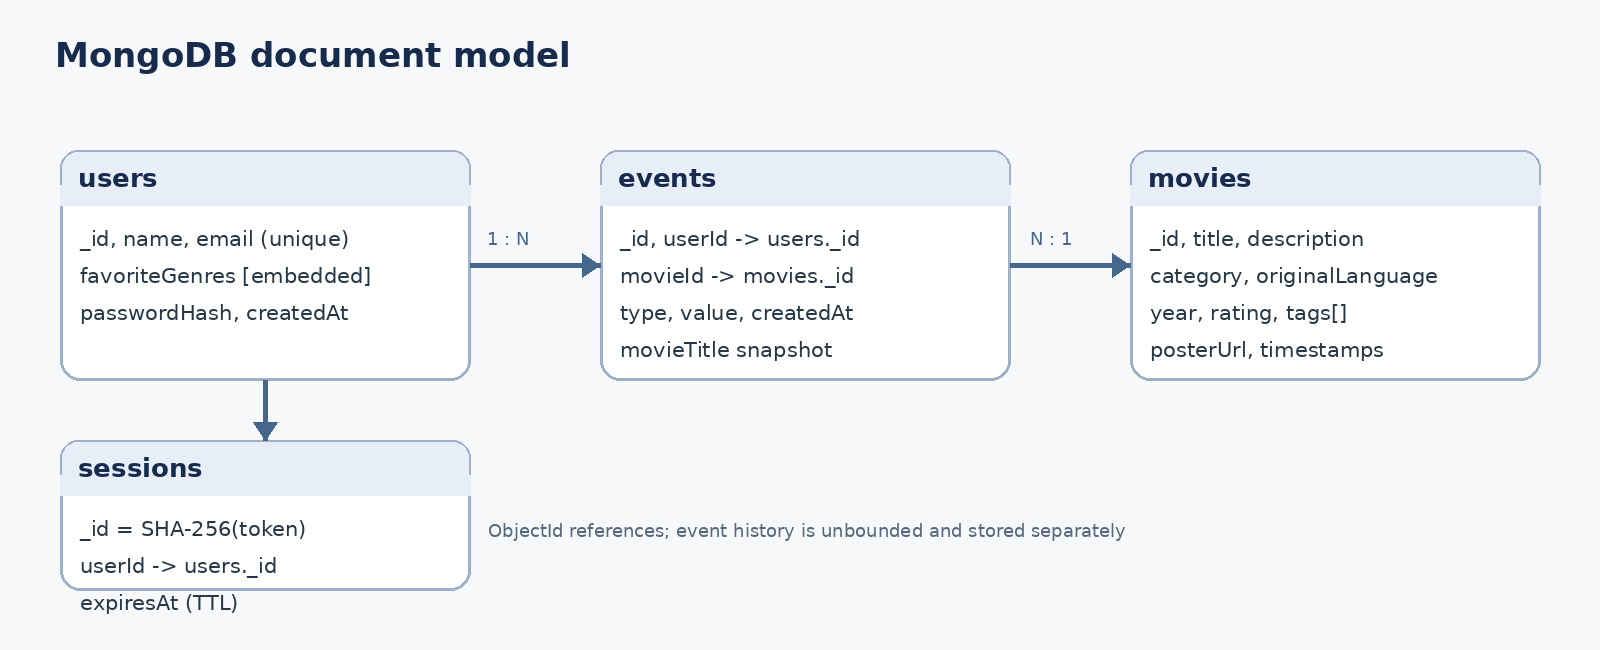 MongoDB document model
users
_id, name, email (unique)
favoriteGenres [embedded]
passwordHash, createdAt
1 : N
events
_id, userId -> users._id
movieId -> movies._id
type, value, createdAt
movieTitle snapshot
N : 1
movies
_id, title, description
category, originalLanguage
year, rating, tags[]
posterUrl, timestamps
sessions
_id = SHA-256(token)
userId -> users._id
expiresAt (TTL)
ObjectId references; event history is unbounded and stored separately